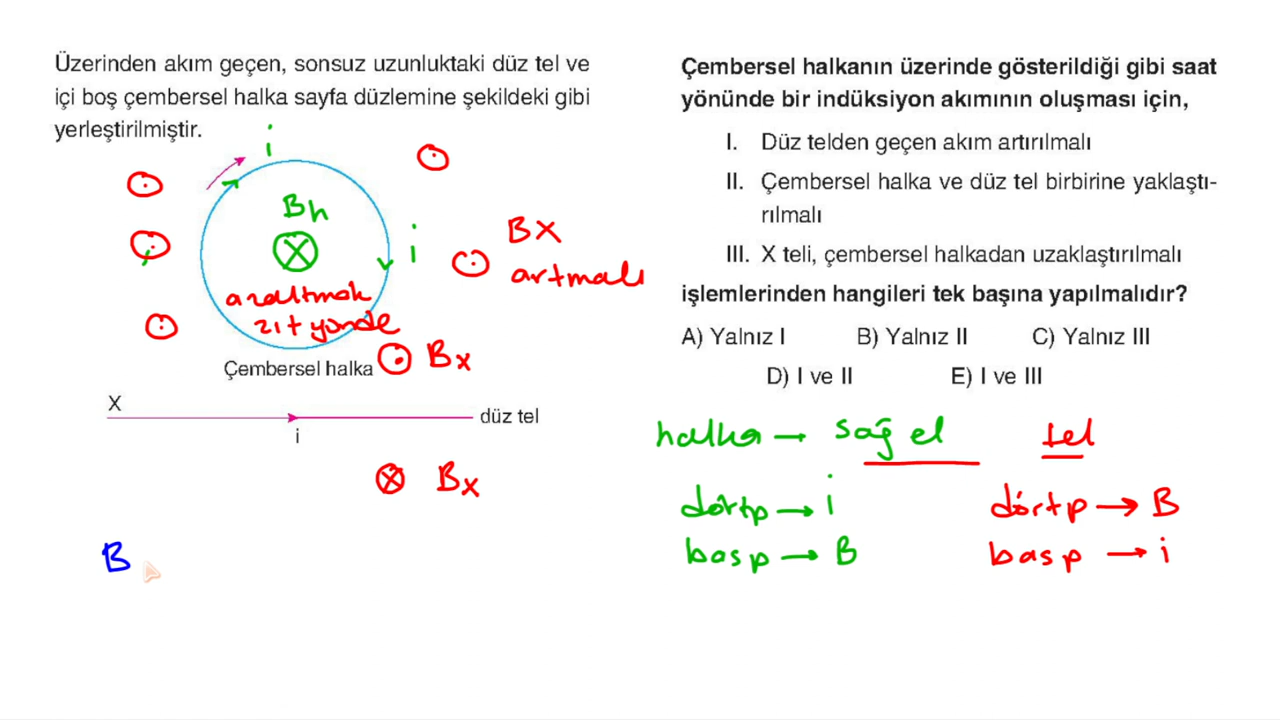 Üzerinden akım geçen, sonsuz uzunluktaki düz tel ve
içi boş çembersel halka sayfa düzlemine şekildeki gibi
yerleştirilmiştir.
i
Bh
i
azaltmak
zıt yönde
BX
artmalı
Çembersel halka
Bx
X
düz tel
i
Bx
B
Çembersel halkanın üzerinde gösterildiği gibi saat
yönünde bir indüksiyon akımının oluşması için,
I. Düz telden geçen akım artırılmalı
II. Çembersel halka ve düz tel birbirine yaklaştı-
rılmalı
III. X teli, çembersel halkadan uzaklaştırılmalı
işlemlerinden hangileri tek başına yapılmalıdır?
A) Yalnız I B) Yalnız II C) Yalnız III
D) I ve II E) I ve III
halka → sağ el tel
dörtp → i dörtp → B
basp → B basp → i